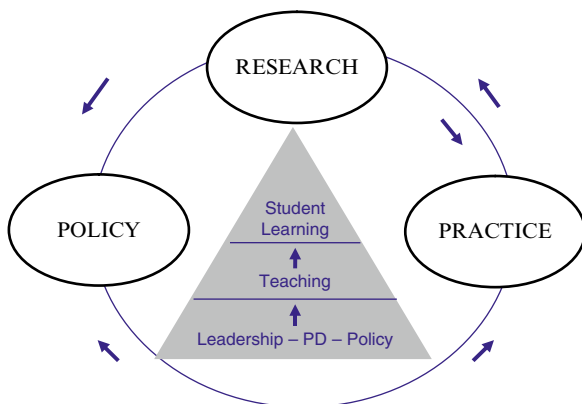 RESEARCH
POLICY
PRACTICE
Student
Learning
Teaching
Leadership – PD – Policy